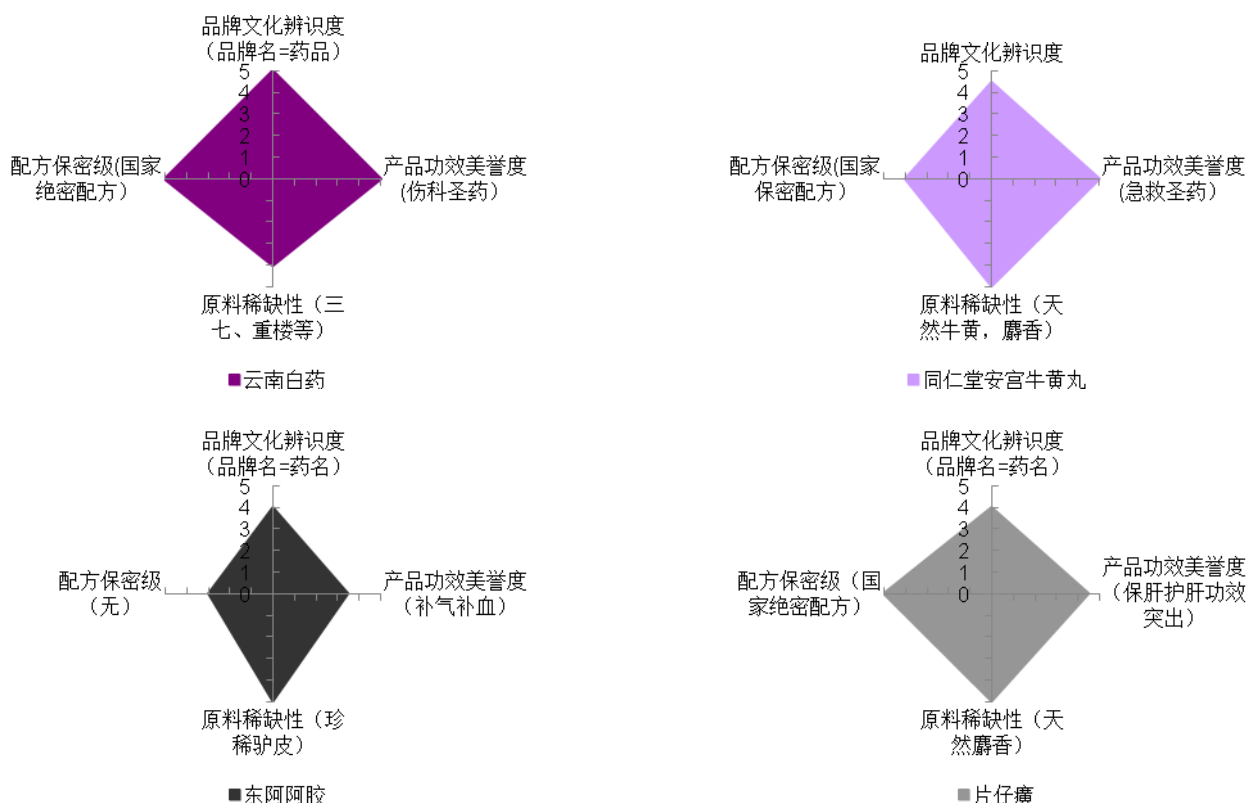 品牌文化辨识度
（品牌名=药品）
5
4
3
2
1
0
配方保密级(国家
绝密配方）
产品功效美誉度
(伤科圣药）
原料稀缺性（三
七、重楼等）
云南白药
品牌文化辨识度
5
4
3
2
1
0
配方保密级（国家
保密配方）
产品功效美誉度
(急救圣药）
原料稀缺性（天
然牛黄，麝香）
同仁堂安宫牛黄丸
品牌文化辨识度
（品牌名=药名）
5
4
3
2
1
0
配方保密级
（无）
产品功效美誉度
（补气补血）
原料稀缺性（珍
稀驴皮）
东阿阿胶
品牌文化辨识度
（品牌名=药名）
5
4
3
2
1
0
配方保密级（国
家绝密配方）
产品功效美誉度
（保肝护肝功效
突出）
原料稀缺性（天
然麝香）
片仔癀